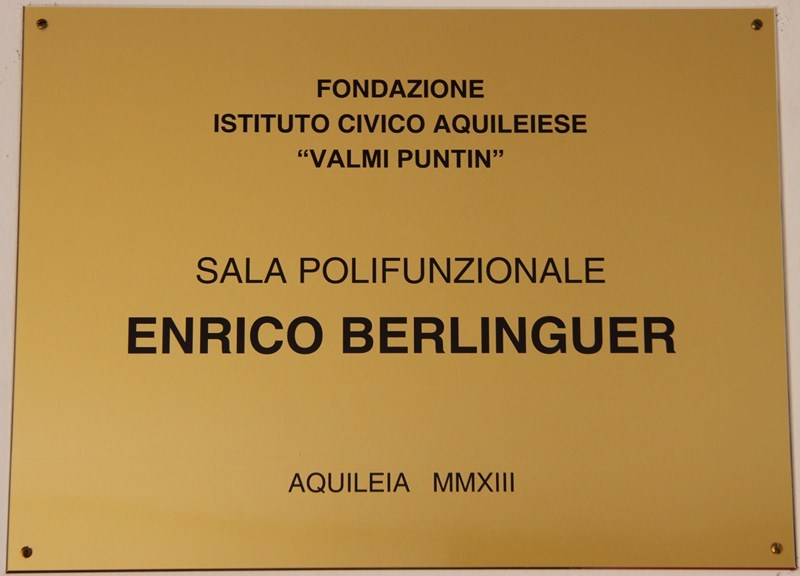 FONDAZIONE
ISTITUTO CIVICO AQUILEIESE
“VALMI PUNTIN”
SALA POLIFUNZIONALE
ENRICO BERLINGUER
AQUILEIA MMXIII